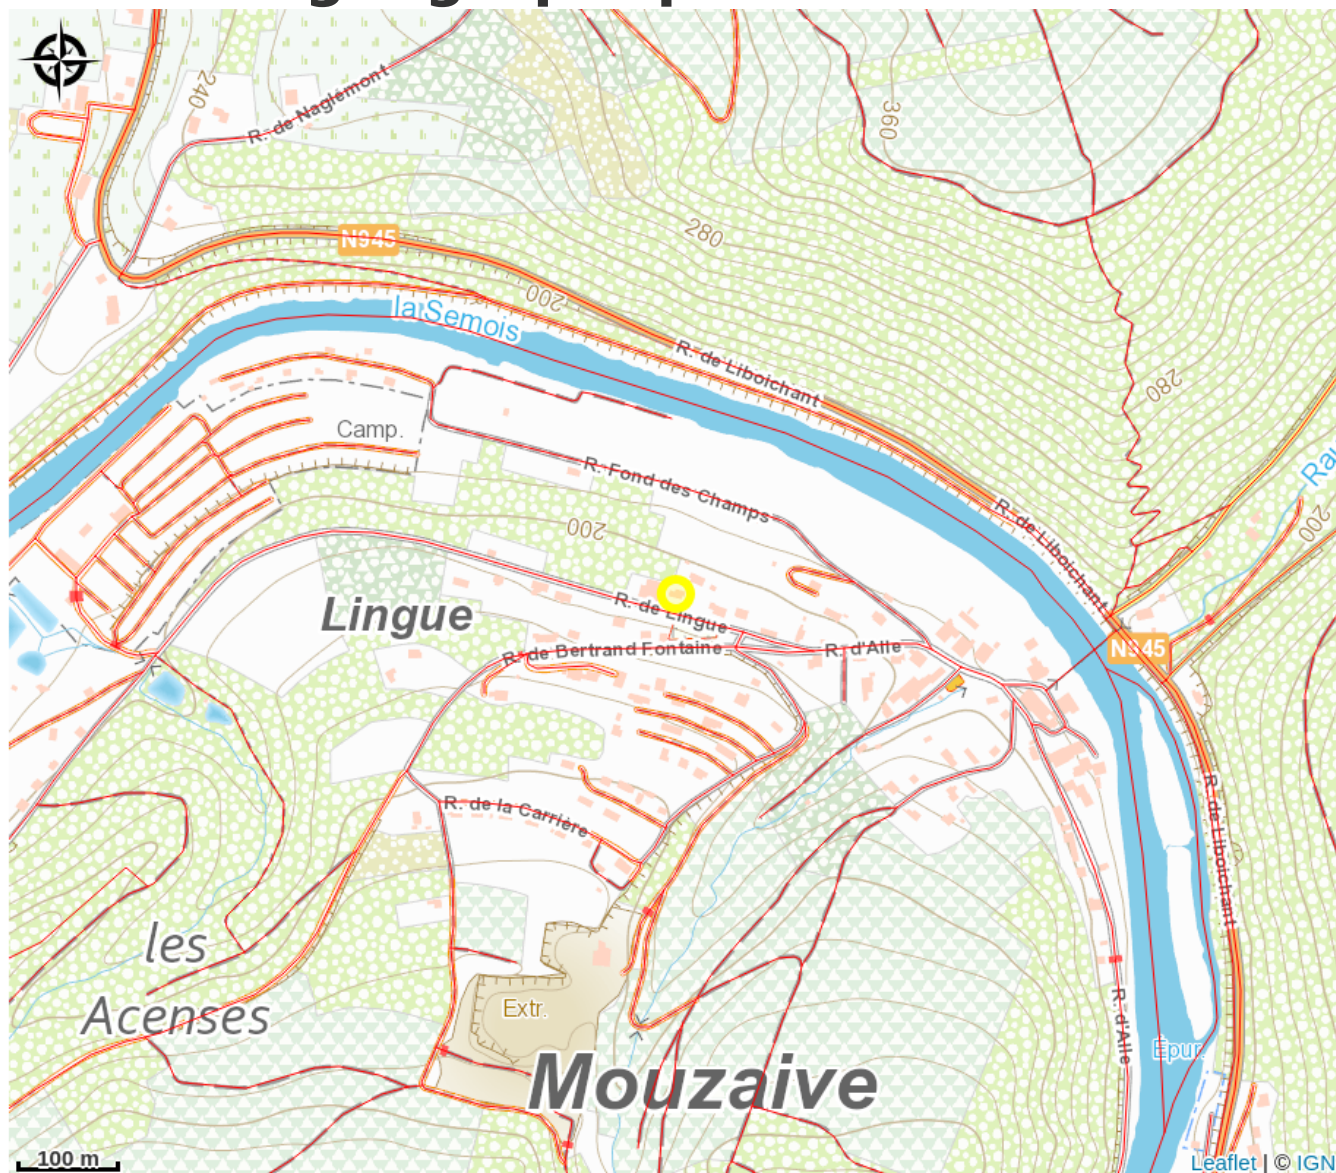 R. de Naglémont
240
360
N945
280
200
la Semois
R. de Liboichant
280
Camp.
R. Fond des Champs
R. de Liboichant
200
200
Lingue
R. de Lingue
R. de Bertrand Fontaine
R. d'Alle
N945
R. de la Carrière
R. de Liboichant
les
Acenses
Extr.
R. d'Alle
Epur.
Mouzaive
100 m
Leaflet | © IGN